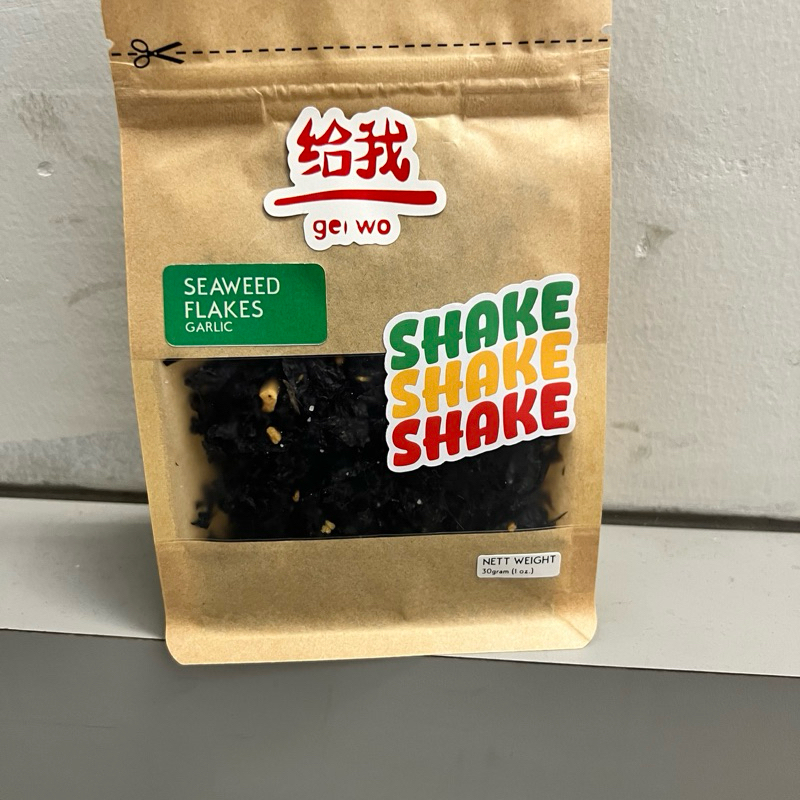 给我
gei wo
SEAWEED
FLAKES
GARLIC
SHAKE
SHAKE
SHAKE
NETT WEIGHT
30gram (1 oz.)